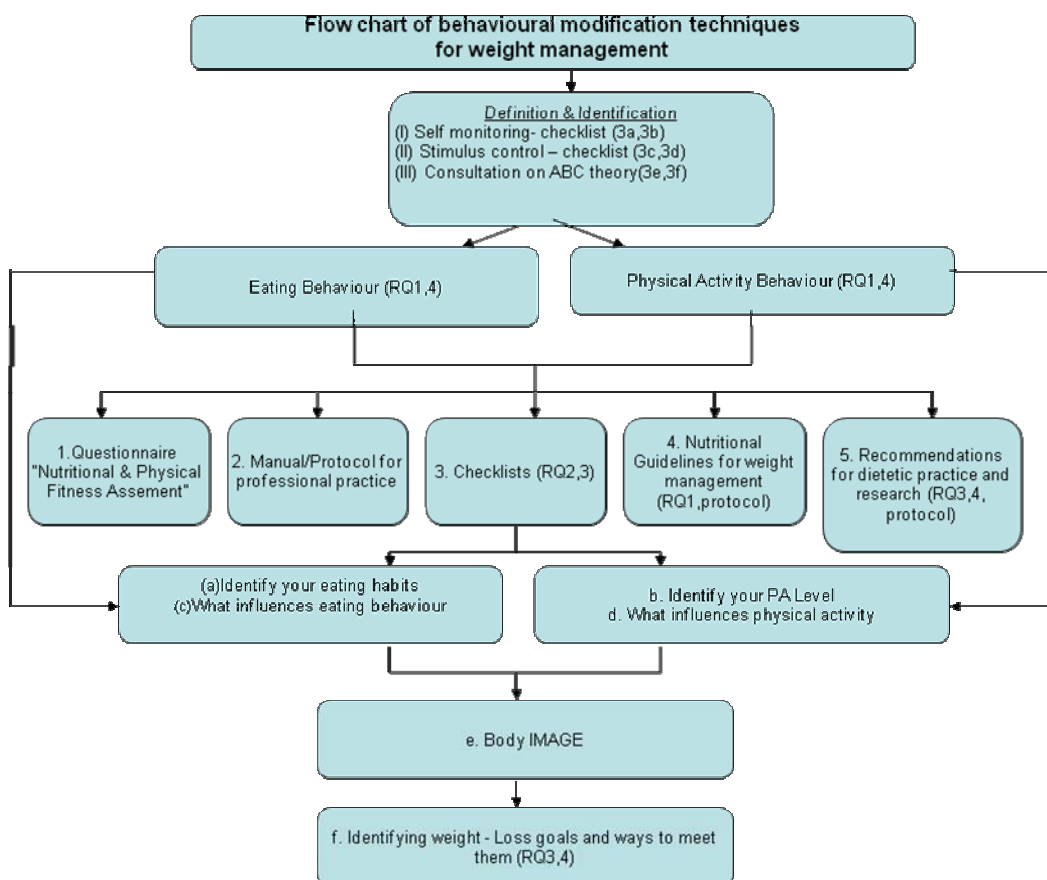 Flow chart of behavioural modification techniques
for weight management
Definition & Identification
(I) Self monitoring- checklist (3a,3b)
(II) Stimulus control – checklist (3c,3d)
(III) Consultation on ABC theory(3e,3f)
Eating Behaviour (RQ1,4)
Physical Activity Behaviour (RQ1,4)
1.Questionnaire
"Nutritional & Physical
Fitness Assement"
2. Manual/Protocol for
professional practice
3. Checklists (RQ2,3)
4. Nutritional
Guidelines for weight
management
(RQ1,protocol)
5. Recommendations
for dietetic practice and
research (RQ3,4,
protocol)
(a)Identify your eating habits
(c)What influences eating behaviour
b. Identify your PA Level
d. What influences physical activity
e. Body IMAGE
f. Identifying weight - Loss goals and ways to meet
them (RQ3,4)